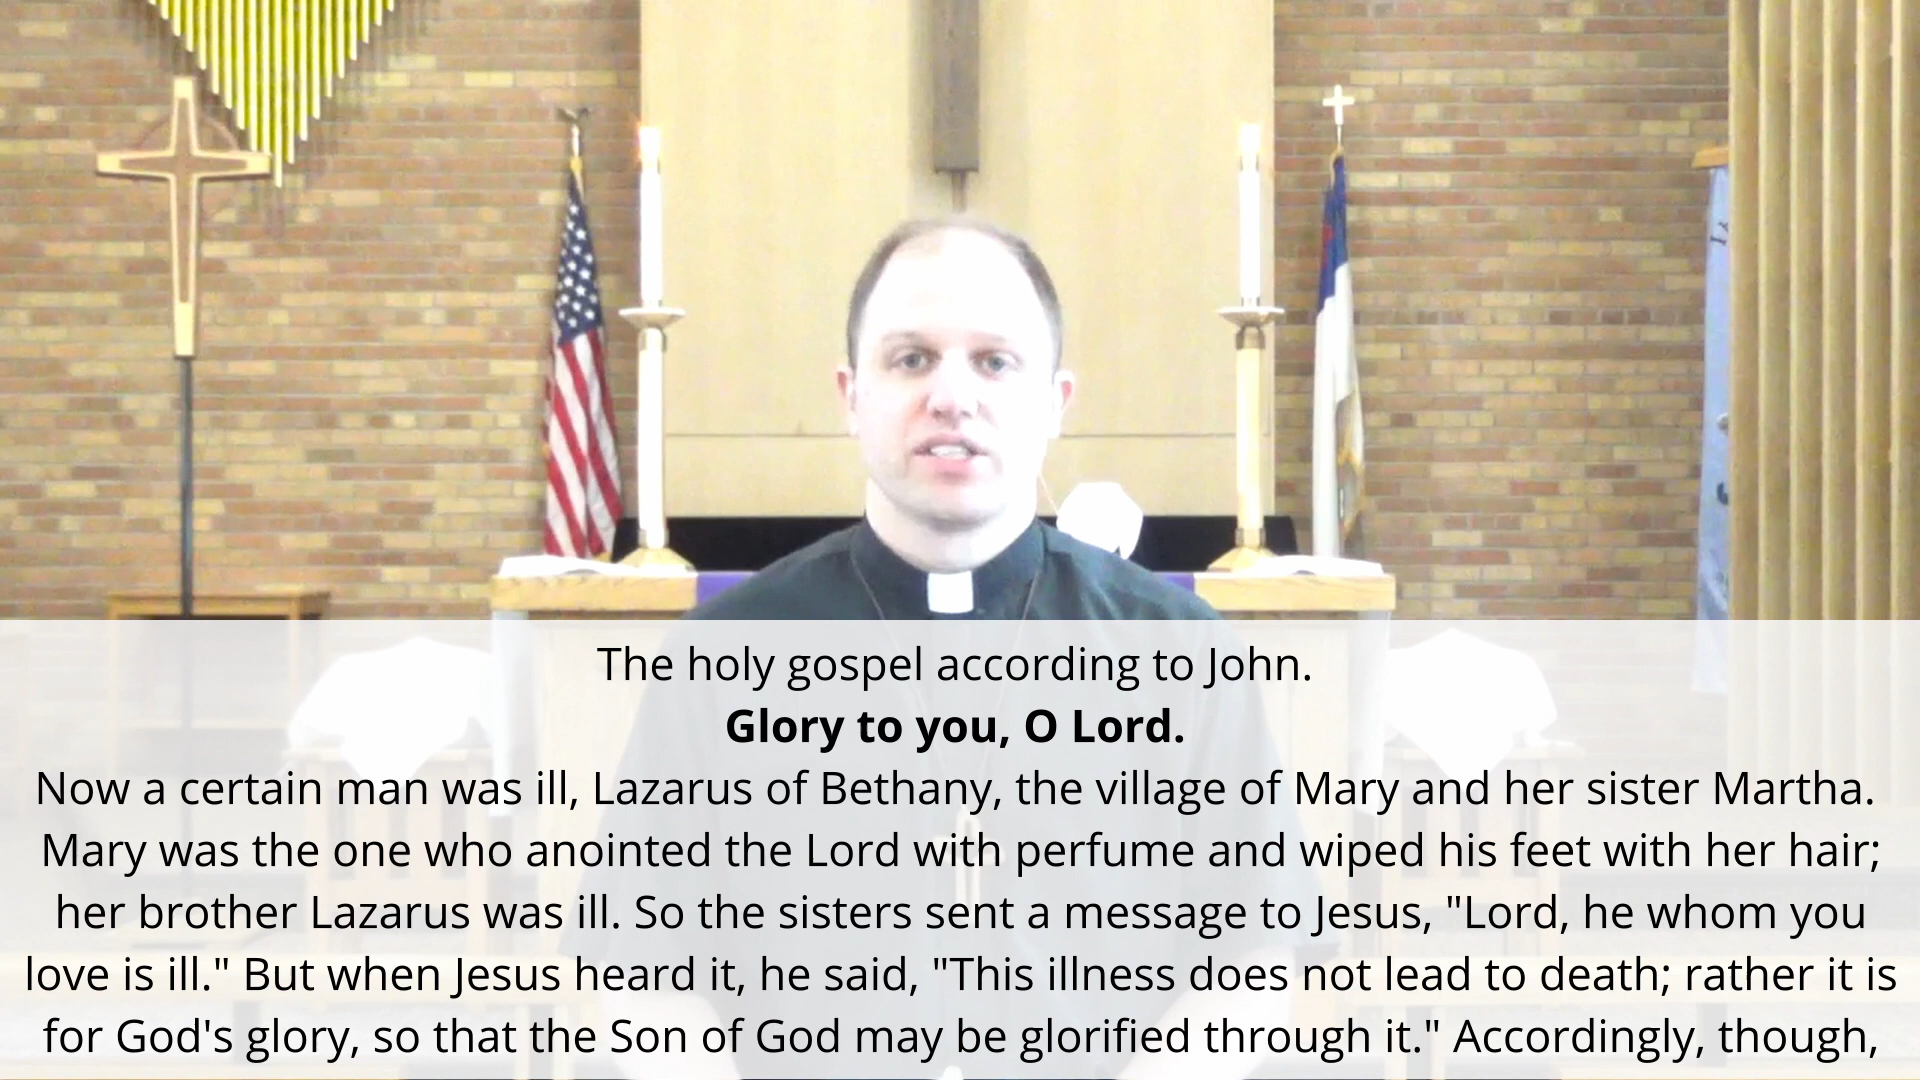 The holy gospel according to John.
Glory to you, O Lord.
Now a certain man was ill, Lazarus of Bethany, the village of Mary and her sister Martha.
Mary was the one who anointed the Lord with perfume and wiped his feet with her hair;
her brother Lazarus was ill. So the sisters sent a message to Jesus, "Lord, he whom you
love is ill." But when Jesus heard it, he said, "This illness does not lead to death; rather it is
for God's glory, so that the Son of God may be glorified through it." Accordingly, though,